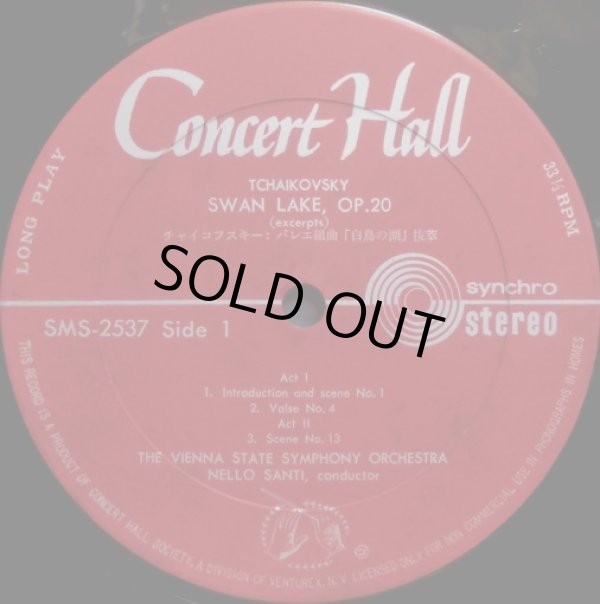 Concert Hall
LONG PLAY
33 1/3 RPM
TCHAIKOVSKY
SWAN LAKE, OP.20
(excerpts)
チャイコフスキー：バレエ組曲「白鳥の湖」抜萃
SOLD OUT
synchro
stereo
SMS-2537 Side 1
Act I
1. Introduction and scene No.1
2. Valse No.4
Act II
3. Scene No.13
THE VIENNA STATE SYMPHONY ORCHESTRA
NELLO SANTI, conductor
THIS RECORD IS A PRODUCT OF CONCERT HALL SOCIETY, A DIVISION OF VENTUREX, N. V. LICENSED ONLY FOR NON COMMERCIAL USE IN PHONOGRAPHS IN HOMES